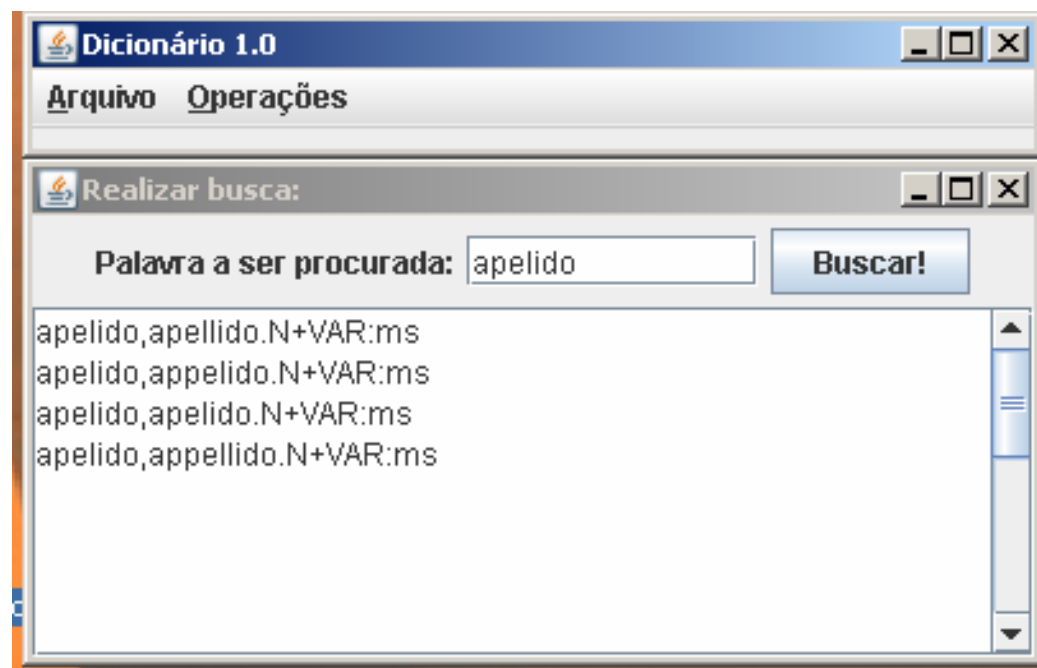 Dicionário 1.0
Arquivo Operações
Realizar busca:
Palavra a ser procurada: apelido Buscar!
apelido,apellido.N+VAR:ms
apelido,appelido.N+VAR:ms
apelido,apelido.N+VAR:ms
apelido,appellido.N+VAR:ms